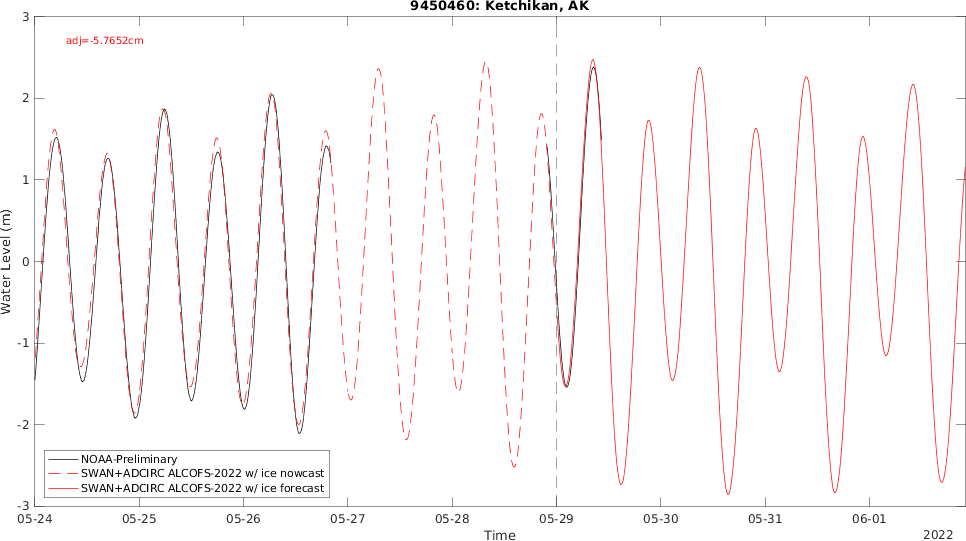 9450460: Ketchikan, AK
adj=-5.7652cm
Water Level (m)
3
2
1
0
-1
-2
-3
NOAA-Preliminary
SWAN+ADCIRC ALCOFS-2022 w/ ice nowcast
SWAN+ADCIRC ALCOFS-2022 w/ ice forecast
05-24 05-25 05-26 05-27 05-28 05-29 05-30 05-31 06-01
Time
2022